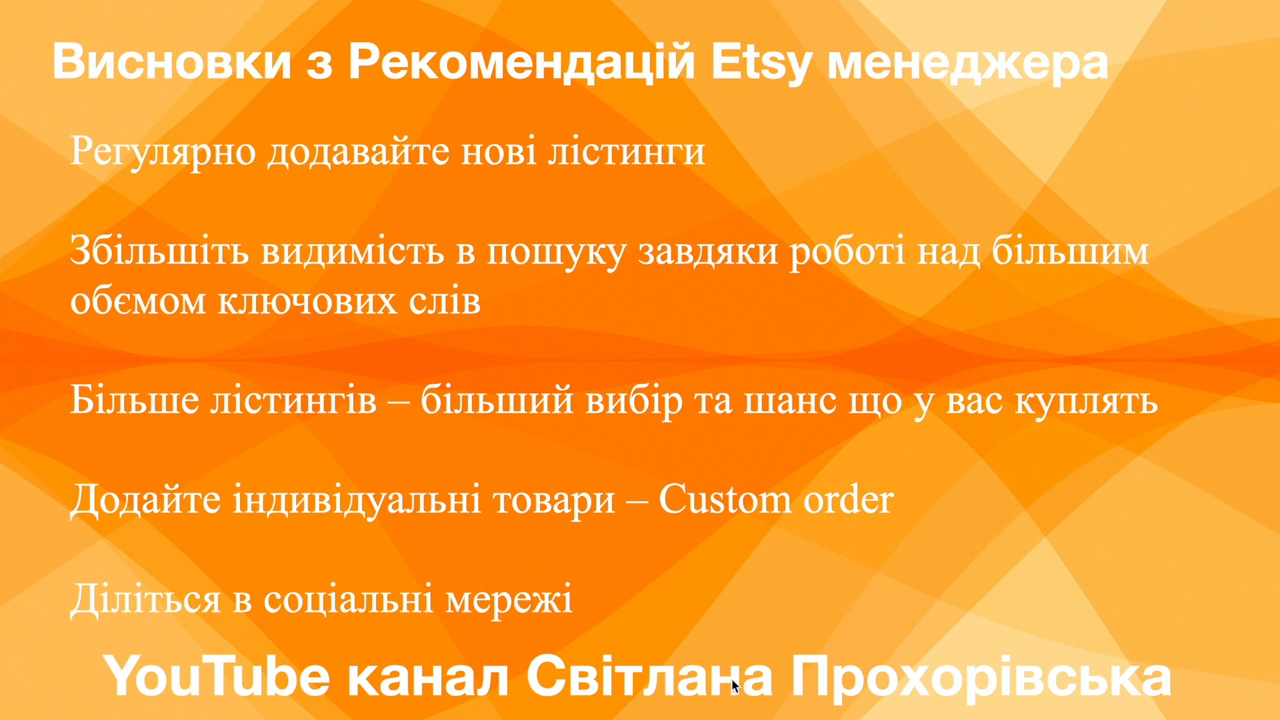 Висновки з Рекомендацій Etsy менеджера
Регулярно додавайте нові лістинги
Збільшіть видимість в пошуку завдяки роботі над більшим
обємом ключових слів
Більше лістингів – більший вибір та шанс що у вас куплять
Додайте індивідуальні товари – Custom order
Діліться в соціальні мережі
YouTube канал Світлана Прохорівська